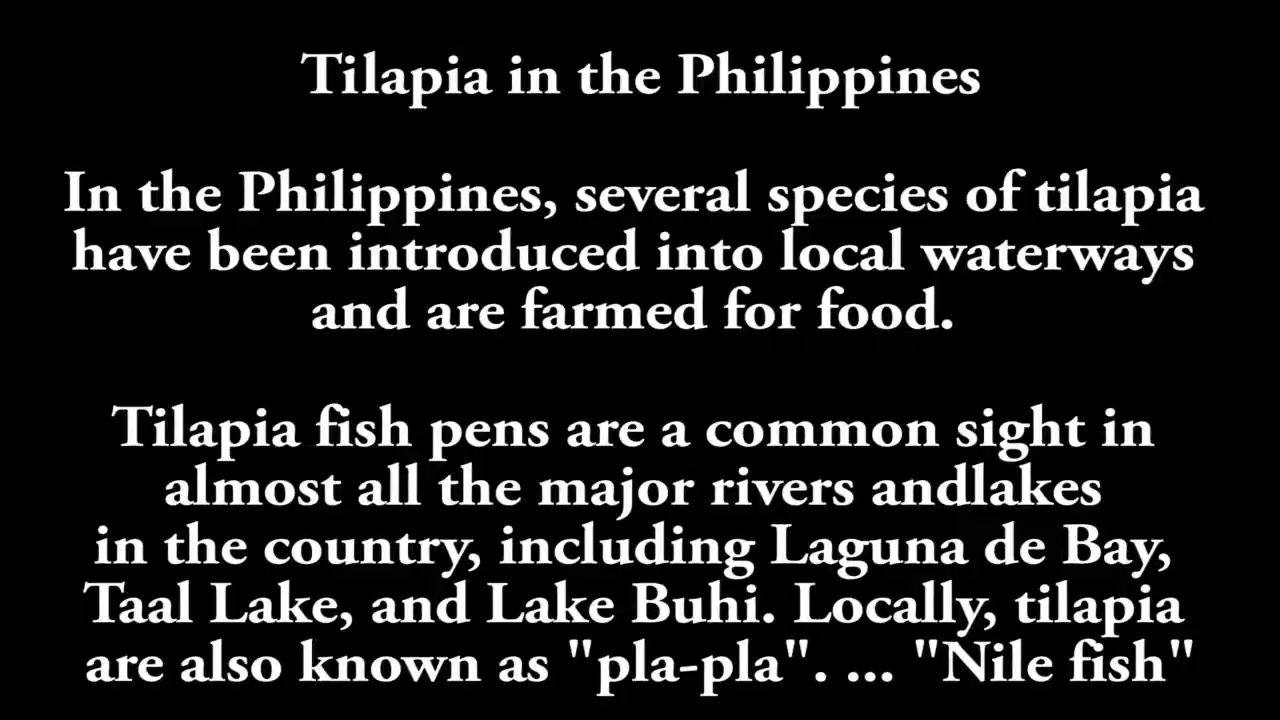 Tilapia in the Philippines
In the Philippines, several species of tilapia
have been introduced into local waterways
and are farmed for food.
Tilapia fish pens are a common sight in
almost all the major rivers andlakes
in the country, including Laguna de Bay,
Taal Lake, and Lake Buhi. Locally, tilapia
are also known as "pla-pla". ... "Nile fish"